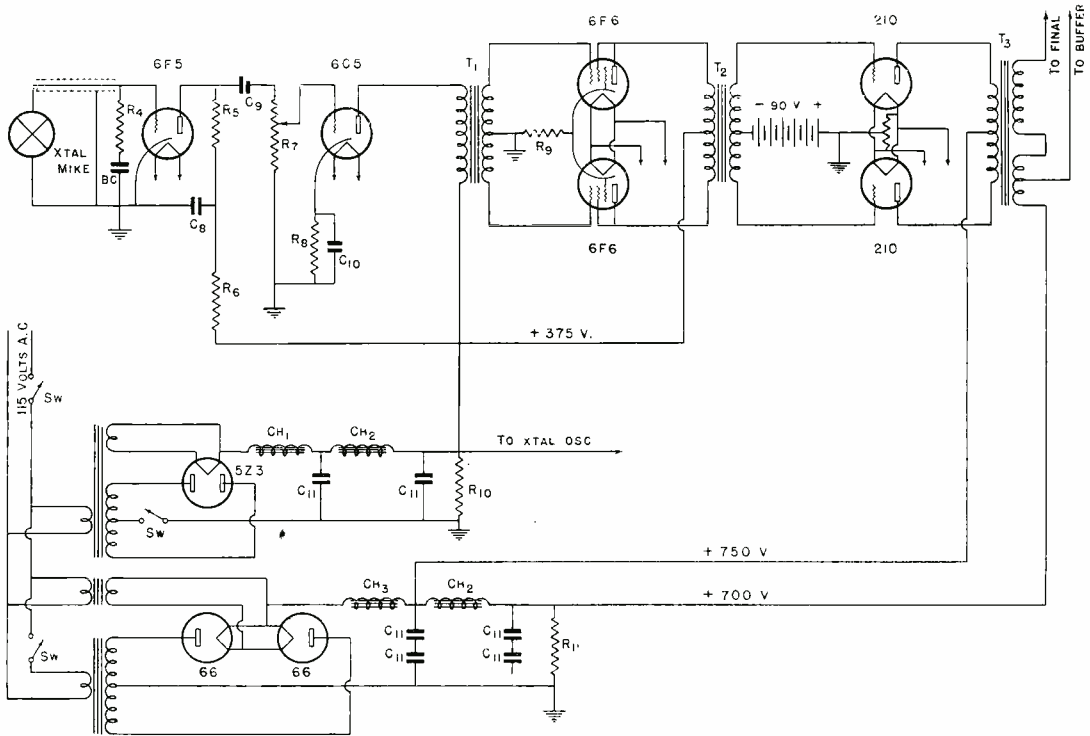 6F6
210
TO FINAL
TO BUFFER
6F5
C9
6C5
T1
T2
T3
R4
R5
R7
- 90 V +
XTAL
MIKE
R9
BC
C8
R8
C10
6F6
210
R6
+ 375 V.
115 VOLTS A.C
SW
CH1
CH2
TO XTAL OSC
5Z3
C11
C11
R10
SW
+ 750 V
CH3
CH2
+ 700 V
SW
C11
C11
R11
C11
C11
66
66